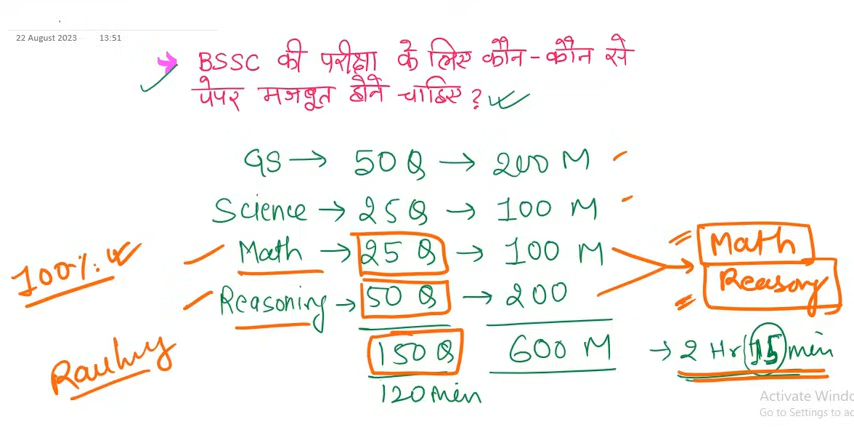 22 August 2023 13:51
BSSC की परीक्षा के लिए कौन-कौन से
पेपर मजबूत होने चाहिए?
GS → 50 Q → 200 M
Science → 25 Q → 100 M
Math → 25 Q → 100 M
Reasoning → 50 Q → 200
150 Q 600 M → 2 Hr 15 min
120 min
100%
Math
Reasony
Activate Windo
Go to Settings to ac